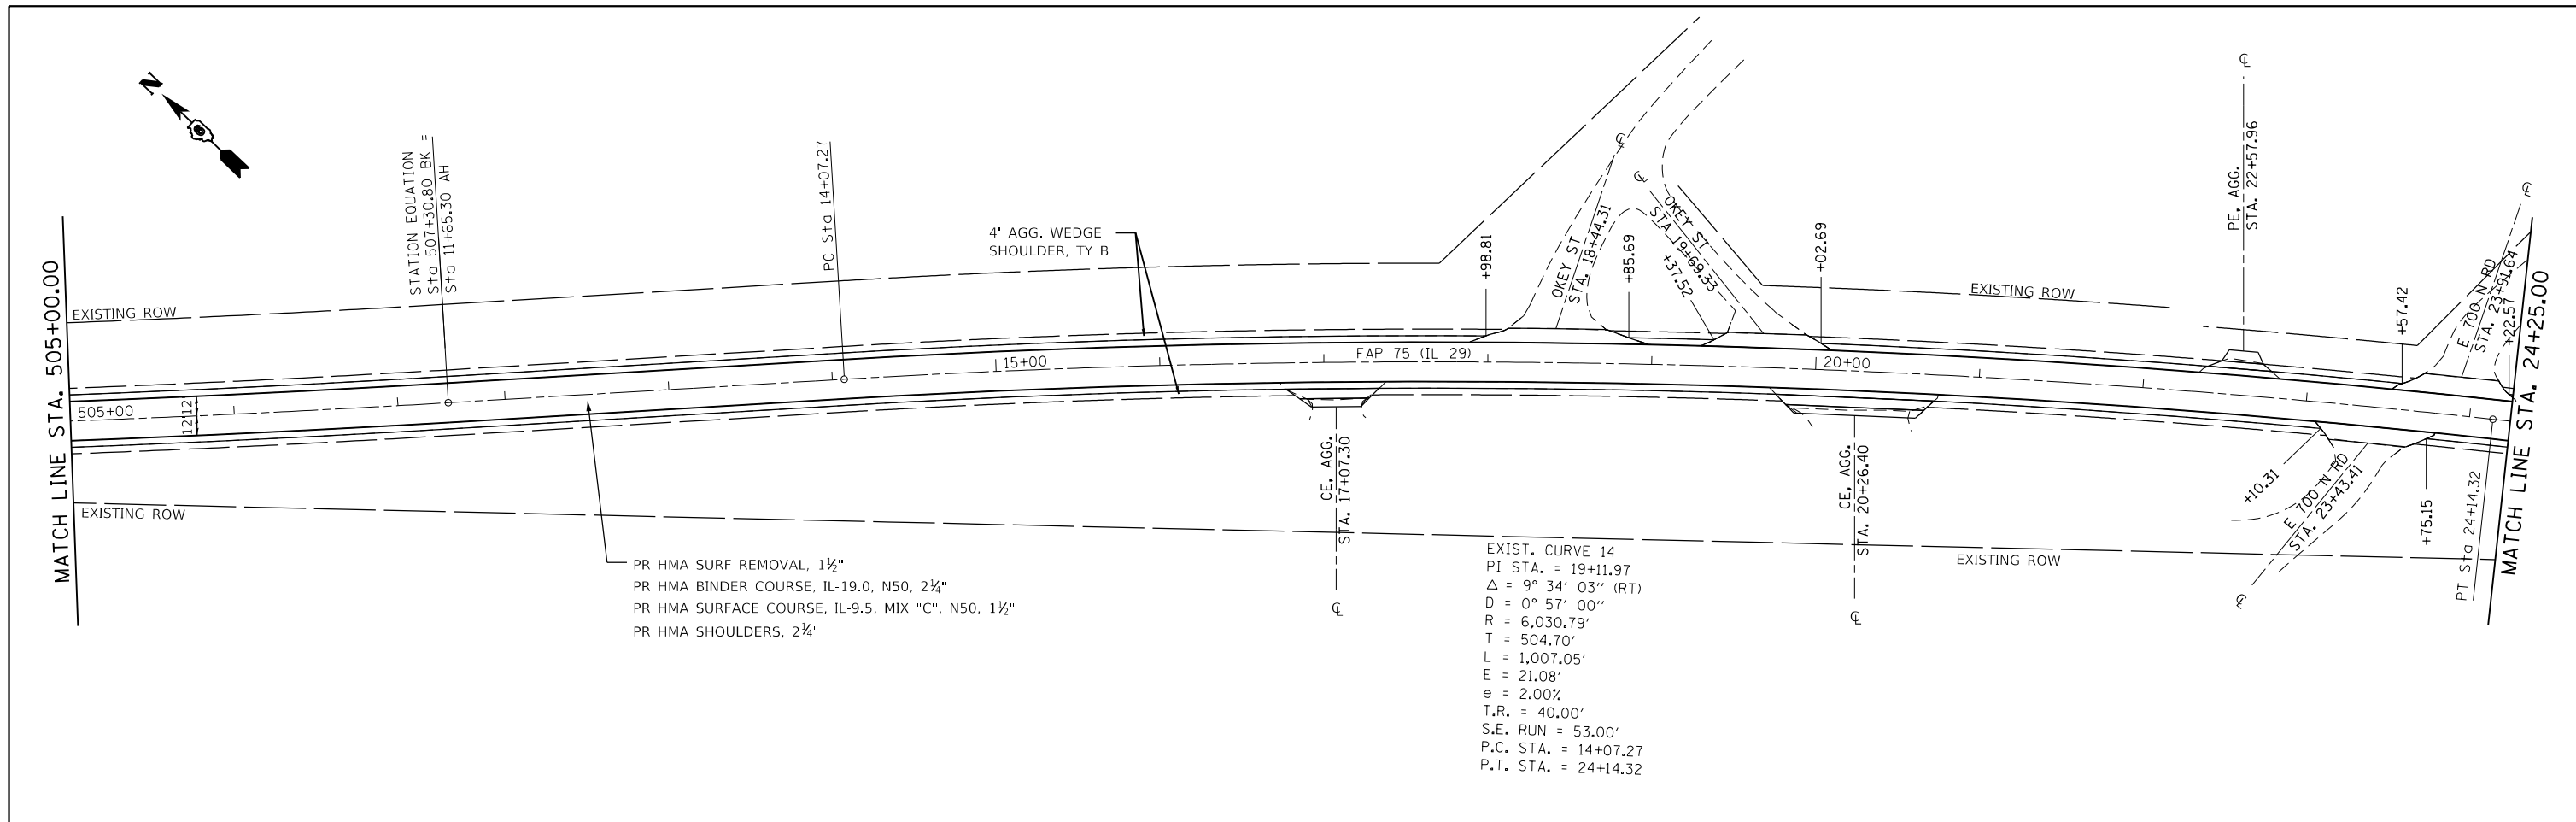 N
MATCH LINE STA. 505+00.00
EXISTING ROW
505+00
12'
12'
EXISTING ROW
STATION EQUATION
Sta 507+30.80 BK =
Sta 11+65.30 AH
PC Sta 14+07.27
4' AGG. WEDGE
SHOULDER, TY B
15+00
FAP 75 (IL 29)
20+00
+98.81
OKEY ST
STA. 18+44.31
℄
+85.69
℄
OKEY ST
STA 19+69.33
+37.52
+02.69
EXISTING ROW
℄
PE, AGG.
STA. 22+57.96
+57.42
℄
E 700 N RD
STA. 23+91.64
+22.57
MATCH LINE STA. 24+25.00
CE, AGG.
STA. 17+07.30
℄
CE, AGG.
STA. 20+26.40
℄
EXISTING ROW
+10.31
E 700 N RD
STA. 23+43.41
℄
+75.15
PT Sta 24+14.32
PR HMA SURF REMOVAL, 1½"
PR HMA BINDER COURSE, IL-19.0, N50, 2¼"
PR HMA SURFACE COURSE, IL-9.5, MIX "C", N50, 1½"
PR HMA SHOULDERS, 2¼"
EXIST. CURVE 14
PI STA. = 19+11.97
Δ = 9° 34' 03'' (RT)
D = 0° 57' 00''
R = 6,030.79'
T = 504.70'
L = 1,007.05'
E = 21.08'
e = 2.00%
T.R. = 40.00'
S.E. RUN = 53.00'
P.C. STA. = 14+07.27
P.T. STA. = 24+14.32